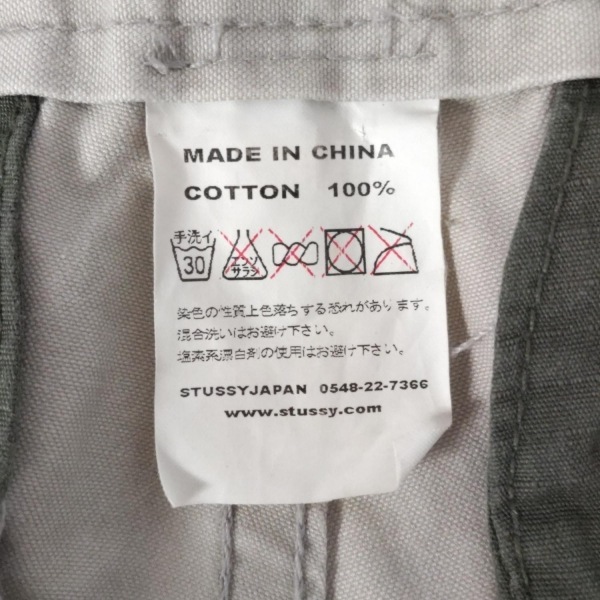 MADE IN CHINA
COTTON 100%
手洗イ
30
エンソ
サラシ
染色の性質上色落ちする恐れがあります。
混合洗いはお避け下さい。
塩素系漂白剤の使用はお避け下さい。
STUSSYJAPAN 0548-22-7366
www.stussy.com